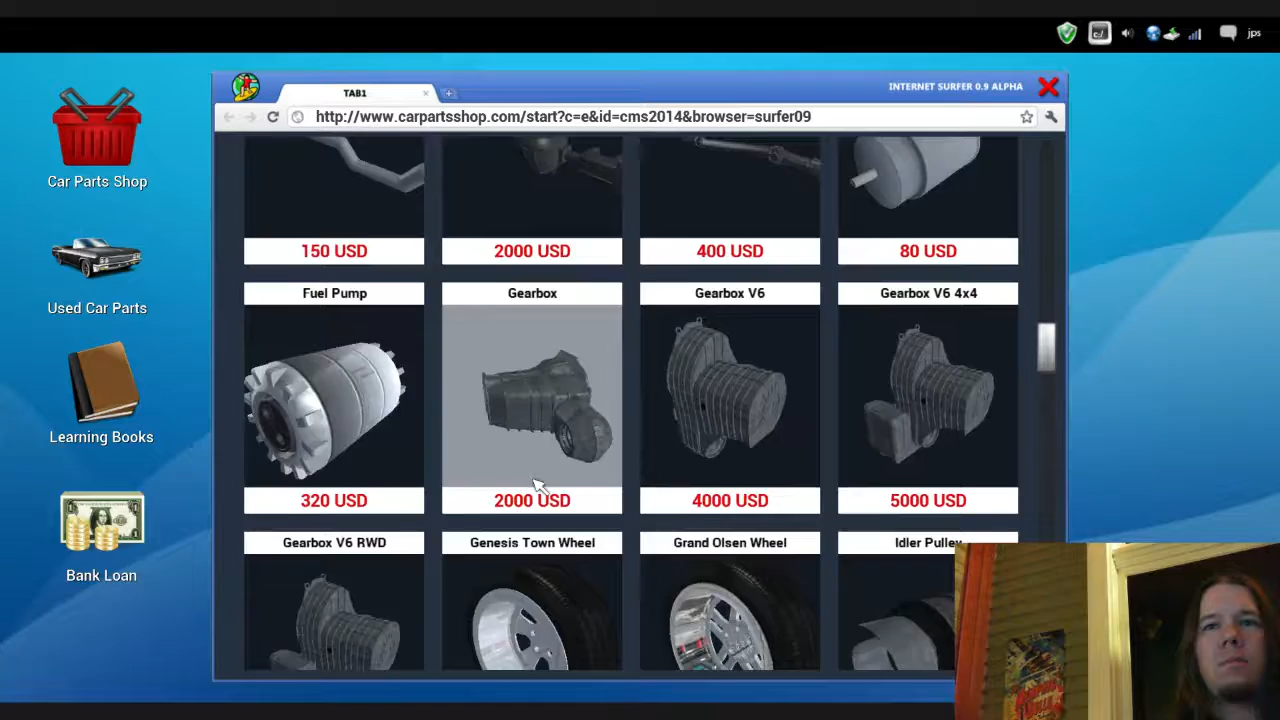 c:/
jps
TAB1
INTERNET SURFER 0.9 ALPHA
http://www.carpartsshop.com/start?c=e&id=cms2014&browser=surfer09
Car Parts Shop
Used Car Parts
Learning Books
Bank Loan
150 USD 2000 USD 400 USD 80 USD
Fuel Pump Gearbox Gearbox V6 Gearbox V6 4x4
320 USD 2000 USD 4000 USD 5000 USD
Gearbox V6 RWD Genesis Town Wheel Grand Olsen Wheel Idler Pulley